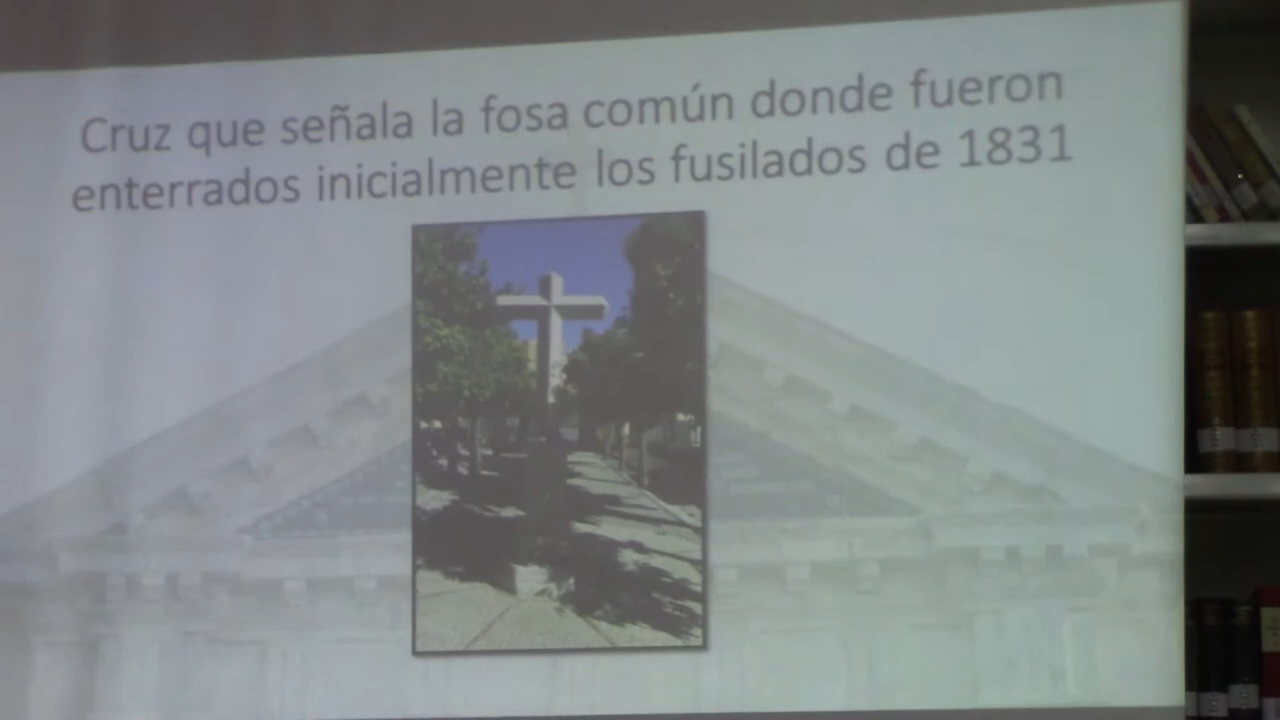 Cruz que señala la fosa común donde fueron
enterrados inicialmente los fusilados de 1831